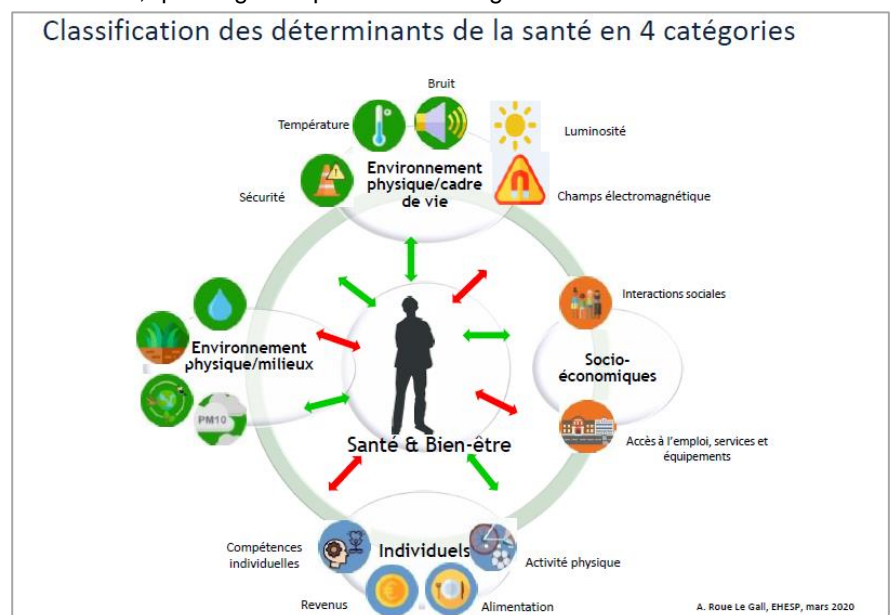 Classification des déterminants de la santé en 4 catégories
Bruit
Température
Luminosité
Environnement
physique/cadre
de vie
Sécurité
Champs électromagnétique
Interactions sociales
Environnement
physique/milieux
Socio-
économiques
PM10
Santé & Bien-être
Accès à l'emploi, services et
équipements
Compétences
individuelles
Individuels
Activité physique
Revenus
Alimentation
A. Roue Le Gall, EHESP, mars 2020